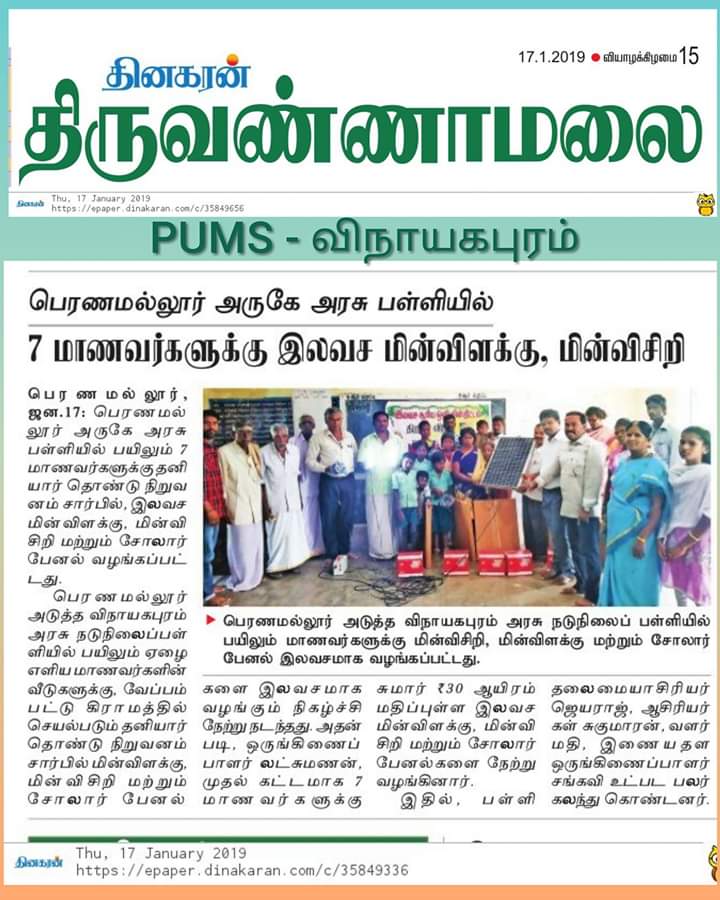 தினகரன்
17.1.2019 ● வியாழக்கிழமை 15
திருவண்ணாமலை
தினகரன் Thu, 17 January 2019
https://epaper.dinakaran.com/c/35849656
PUMS - விநாயகபுரம்
பெரணமல்லூர் அருகே அரசு பள்ளியில்
7 மாணவர்களுக்கு இலவச மின்விளக்கு, மின்விசிறி
பெரணமல்லூர்,
ஜன.17: பெரணமல்
லூர் அருகே அரசு
பள்ளியில் பயிலும் 7
மாணவர்களுக்குதனி
யார் தொண்டு நிறுவ
னம் சார்பில், இலவச
மின்விளக்கு, மின்வி
சிறி மற்றும் சோலார்
பேனல் வழங்கப்பட்
டது.
பெரணமல்லூர்
அடுத்த விநாயகபுரம்
அரசு நடுநிலைப்பள்
ளியில் பயிலும் ஏழை
எளிய மாணவர்களின்
வீடுகளுக்கு, வேப்பம்
பட்டு கிராமத்தில்
செயல்படும் தனியார்
தொண்டு நிறுவனம்
சார்பில் மின்விளக்கு,
மின்விசிறி மற்றும்
சோலார் பேனல்
▶ பெரணமல்லூர் அடுத்த விநாயகபுரம் அரசு நடுநிலைப் பள்ளியில்
பயிலும் மாணவர்களுக்கு மின்விசிறி, மின்விளக்கு மற்றும் சோலார்
பேனல் இலவசமாக வழங்கப்பட்டது.
களை இலவசமாக
வழங்கும் நிகழ்ச்சி
நேற்று நடந்தது. அதன்
படி, ஒருங்கிணைப்
பாளர் லட்சுமணன்,
முதல் கட்டமாக 7
மாணவர்களுக்கு
சுமார் ₹30 ஆயிரம்
மதிப்புள்ள இலவச
மின்விளக்கு, மின்வி
சிறி மற்றும் சோலார்
பேனல்களை நேற்று
வழங்கினார்.
இதில், பள்ளி
தலைமையாசிரியர்
ஜெயராஜ், ஆசிரியர்
கள் சுகுமாரன், வளர்
மதி, இணையதள
ஒருங்கிணைப்பாளர்
சங்கவி உட்பட பலர்
கலந்து கொண்டனர்.
தினகரன் Thu, 17 January 2019
https://epaper.dinakaran.com/c/35849336